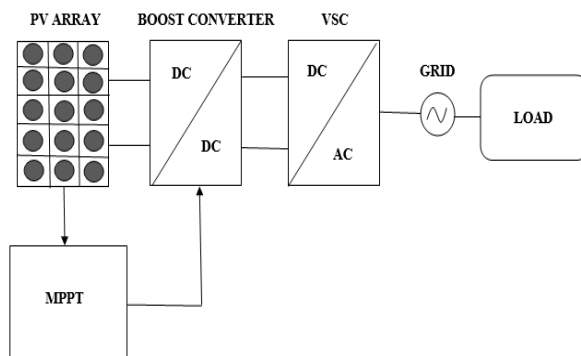 PV ARRAY
BOOST CONVERTER
VSC
DC
DC
DC
AC
GRID
LOAD
MPPT